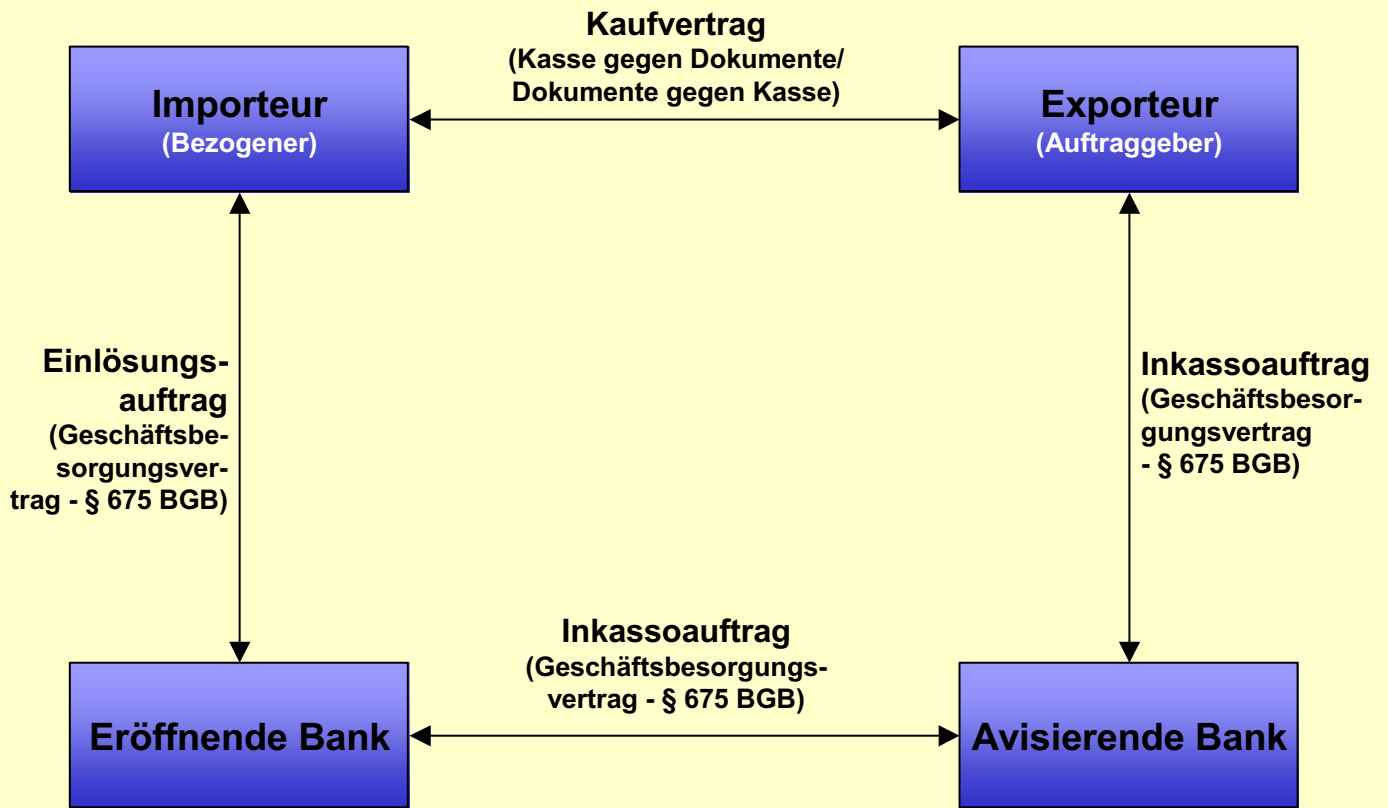 Kaufvertrag
(Kasse gegen Dokumente/
Dokumente gegen Kasse)
Importeur
(Bezogener)
Exporteur
(Auftraggeber)
Einlösungs-
auftrag
(Geschäftsbe-
sorgungsver-
trag - § 675 BGB)
Inkassoauftrag
(Geschäftsbesor-
gungsvertrag
- § 675 BGB)
Inkassoauftrag
(Geschäftsbesorgungs-
vertrag - § 675 BGB)
Eröffnende Bank
Avisierende Bank